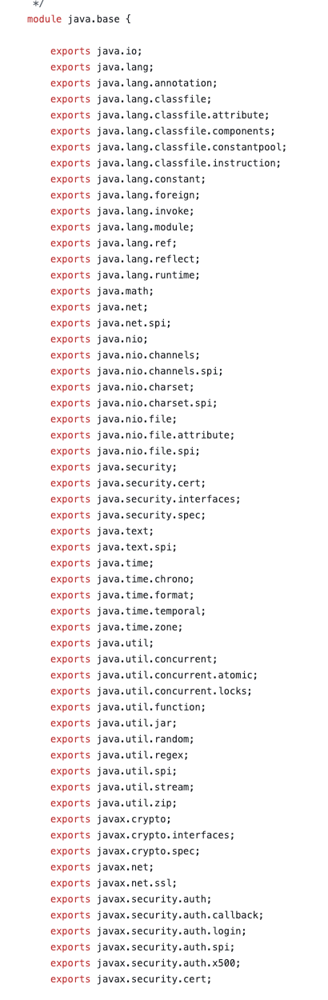 */
module java.base {
exports java.io;
exports java.lang;
exports java.lang.annotation;
exports java.lang.classfile;
exports java.lang.classfile.attribute;
exports java.lang.classfile.components;
exports java.lang.classfile.constantpool;
exports java.lang.classfile.instruction;
exports java.lang.constant;
exports java.lang.foreign;
exports java.lang.invoke;
exports java.lang.module;
exports java.lang.ref;
exports java.lang.reflect;
exports java.lang.runtime;
exports java.math;
exports java.net;
exports java.net.spi;
exports java.nio;
exports java.nio.channels;
exports java.nio.channels.spi;
exports java.nio.charset;
exports java.nio.charset.spi;
exports java.nio.file;
exports java.nio.file.attribute;
exports java.nio.file.spi;
exports java.security;
exports java.security.cert;
exports java.security.interfaces;
exports java.security.spec;
exports java.text;
exports java.text.spi;
exports java.time;
exports java.time.chrono;
exports java.time.format;
exports java.time.temporal;
exports java.time.zone;
exports java.util;
exports java.util.concurrent;
exports java.util.concurrent.atomic;
exports java.util.concurrent.locks;
exports java.util.function;
exports java.util.jar;
exports java.util.random;
exports java.util.regex;
exports java.util.spi;
exports java.util.stream;
exports java.util.zip;
exports javax.crypto;
exports javax.crypto.interfaces;
exports javax.crypto.spec;
exports javax.net;
exports javax.net.ssl;
exports javax.security.auth;
exports javax.security.auth.callback;
exports javax.security.auth.login;
exports javax.security.auth.spi;
exports javax.security.auth.x500;
exports javax.security.cert;